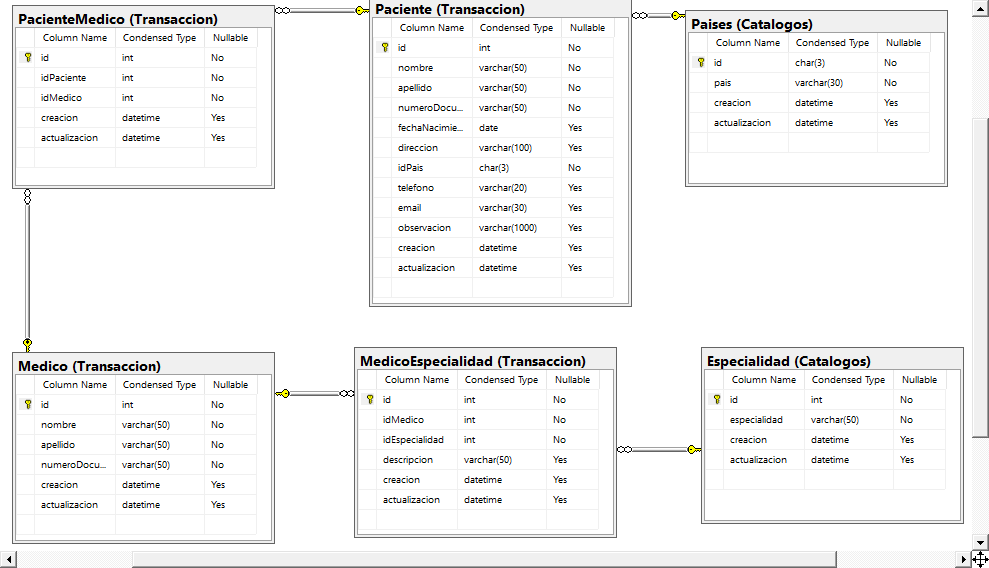 PacienteMedico (Transaccion)
Column Name Condensed Type Nullable
id int No
idPaciente int No
idMedico int No
creacion datetime Yes
actualizacion datetime Yes
Paciente (Transaccion)
Column Name Condensed Type Nullable
id int No
nombre varchar(50) No
apellido varchar(50) No
numeroDocu... varchar(50) No
fechaNacimie... date Yes
direccion varchar(100) Yes
idPais char(3) No
telefono varchar(20) Yes
email varchar(30) Yes
observacion varchar(1000) Yes
creacion datetime Yes
actualizacion datetime Yes
Paises (Catalogos)
Column Name Condensed Type Nullable
id char(3) No
pais varchar(30) No
creacion datetime Yes
actualizacion datetime Yes
Medico (Transaccion)
Column Name Condensed Type Nullable
id int No
nombre varchar(50) No
apellido varchar(50) No
numeroDocu... varchar(50) No
creacion datetime Yes
actualizacion datetime Yes
MedicoEspecialidad (Transaccion)
Column Name Condensed Type Nullable
id int No
idMedico int No
idEspecialidad int No
descripcion varchar(50) Yes
creacion datetime Yes
actualizacion datetime Yes
Especialidad (Catalogos)
Column Name Condensed Type Nullable
id int No
especialidad varchar(50) No
creacion datetime Yes
actualizacion datetime Yes